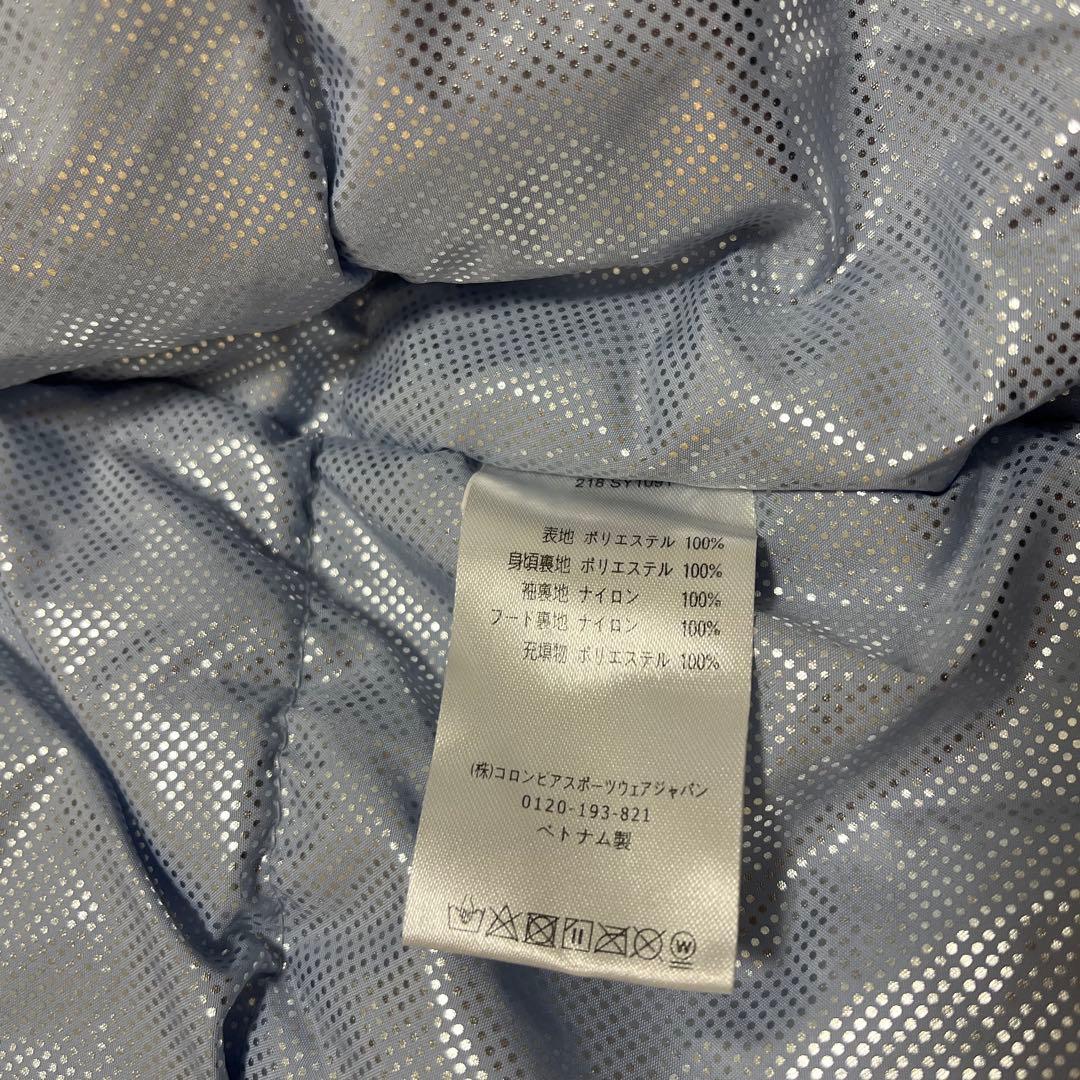 218 SY1091
表地 ポリエステル 100%
身頃裏地 ポリエステル 100%
袖裏地 ナイロン 100%
フード裏地 ナイロン 100%
充填物 ポリエステル 100%
(株)コロンビアスポーツウェアジャパン
0120-193-821
ベトナム製
W